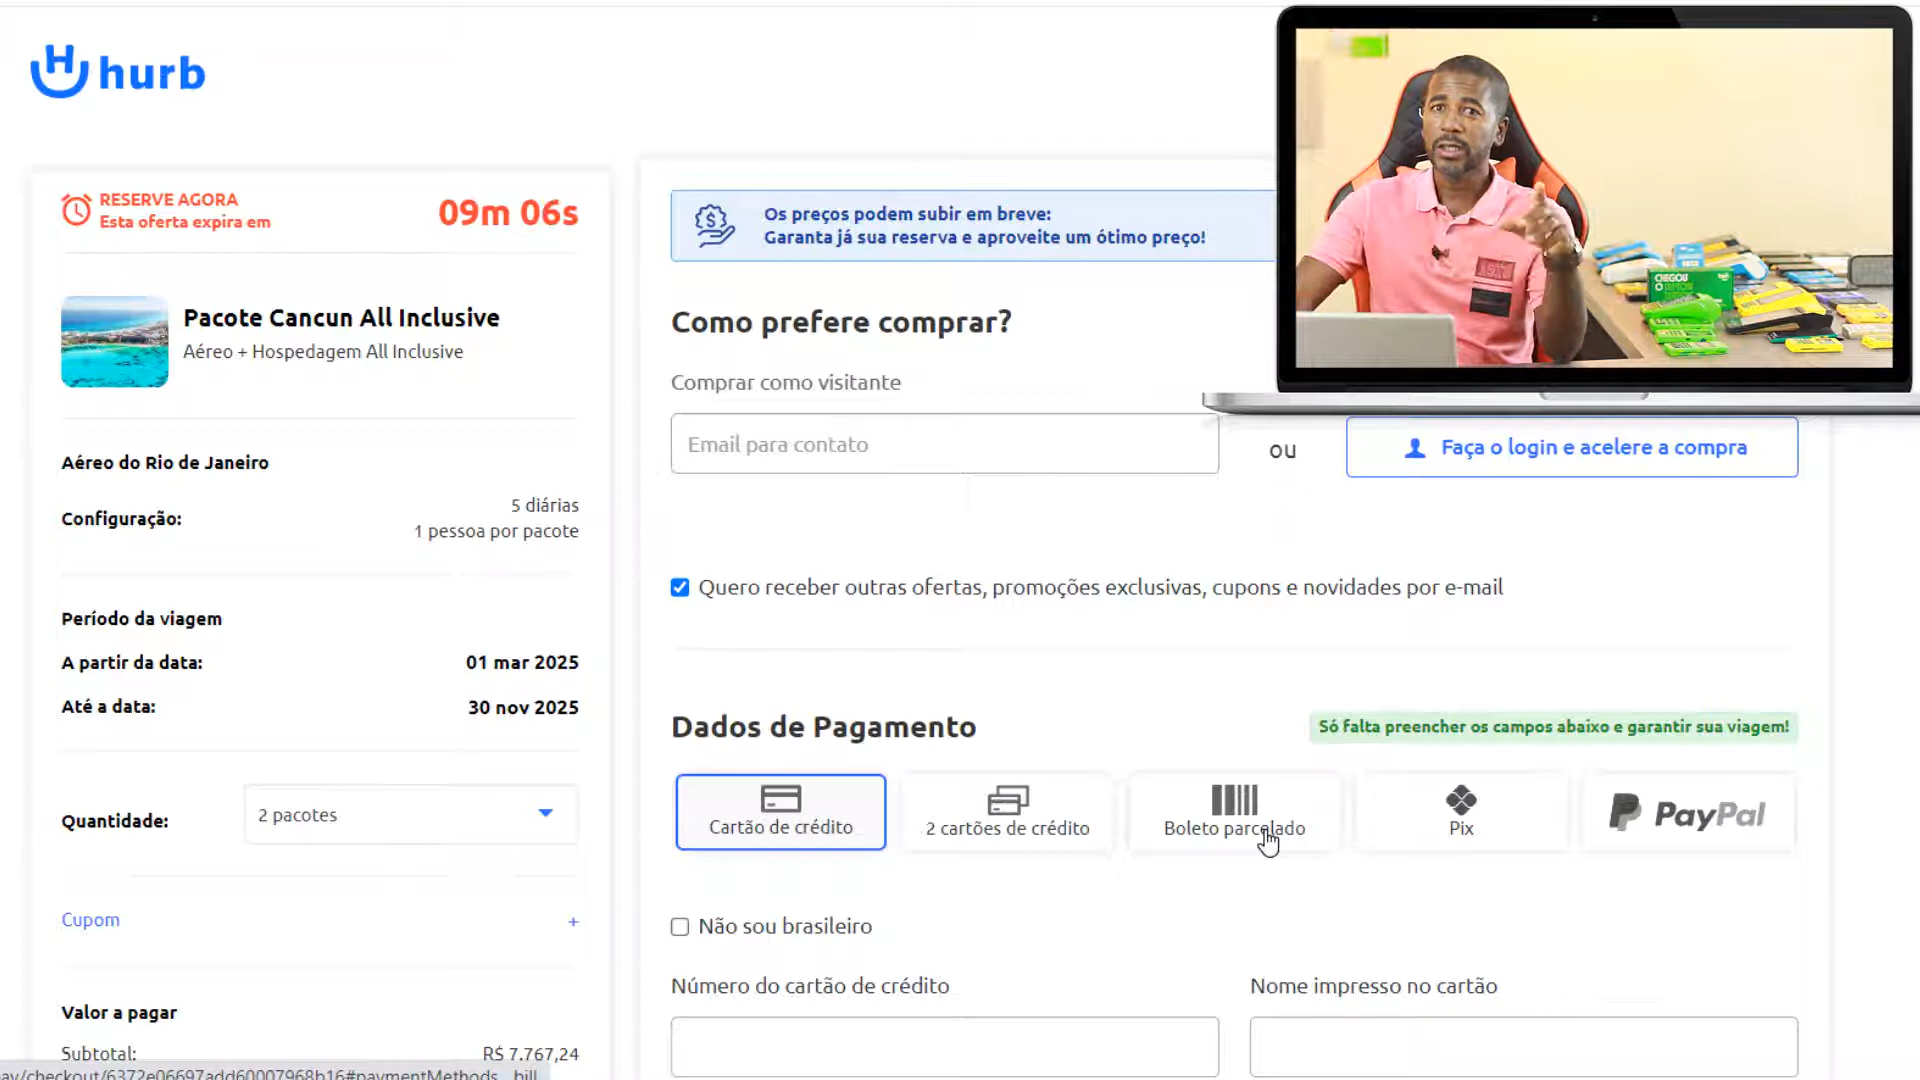 hurb
RESERVE AGORA
Esta oferta expira em
09m 06s
Pacote Cancun All Inclusive
Aéreo + Hospedagem All Inclusive
Aéreo do Rio de Janeiro
Configuração:
5 diárias
1 pessoa por pacote
Período da viagem
A partir da data:
01 mar 2025
Até a data:
30 nov 2025
Quantidade:
2 pacotes
Cupom
+
Valor a pagar
Subtotal:
R$ 7.767,24
Os preços podem subir em breve:
Garanta já sua reserva e aproveite um ótimo preço!
Como prefere comprar?
Comprar como visitante
Email para contato
ou
Faça o login e acelere a compra
Quero receber outras ofertas, promoções exclusivas, cupons e novidades por e-mail
Dados de Pagamento
Só falta preencher os campos abaixo e garantir sua viagem!
Cartão de crédito
2 cartões de crédito
Boleto parcelado
Pix
PayPal
Não sou brasileiro
Número do cartão de crédito
Nome impresso no cartão
CHEGOU
O